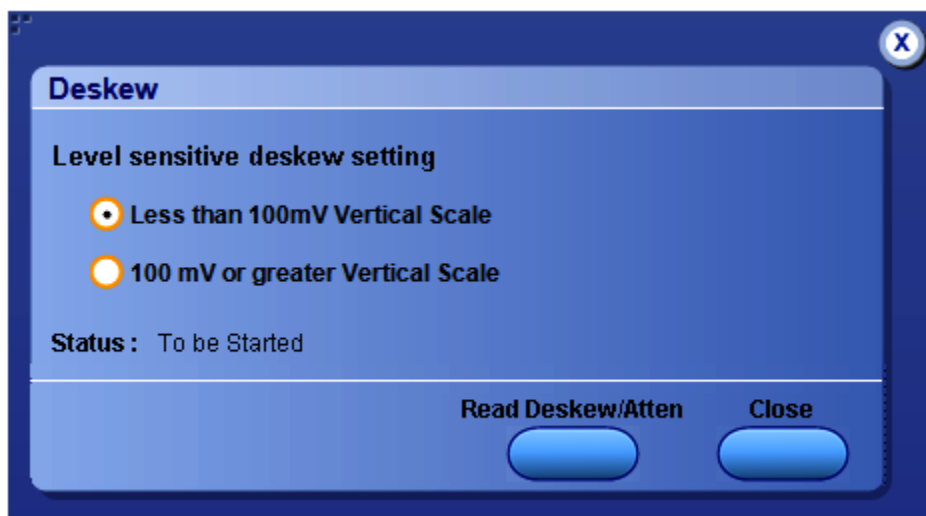 X
Deskew
Level sensitive deskew setting
Less than 100mV Vertical Scale
100 mV or greater Vertical Scale
Status : To be Started
Read Deskew/Atten Close